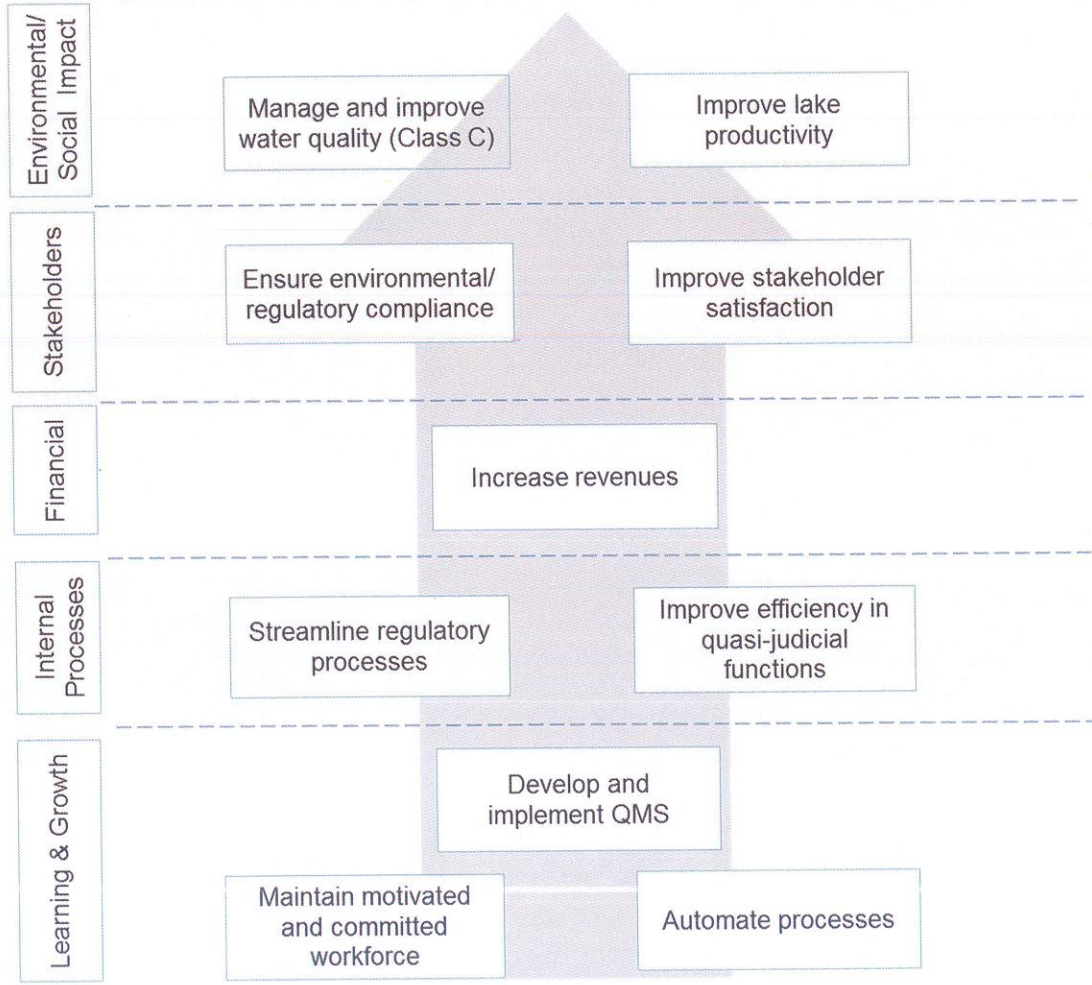 Environmental/
Social Impact
Manage and improve
water quality (Class C)
Improve lake
productivity
Stakeholders
Ensure environmental/
regulatory compliance
Improve stakeholder
satisfaction
Financial
Increase revenues
Internal
Processes
Streamline regulatory
processes
Improve efficiency in
quasi-judicial
functions
Learning & Growth
Develop and
implement QMS
Maintain motivated
and committed
workforce
Automate processes